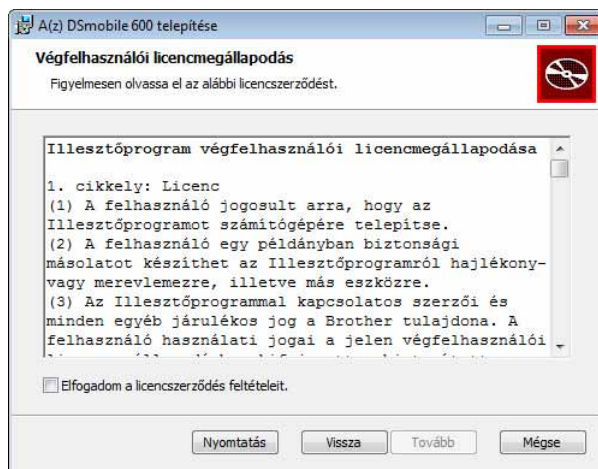 A(z) DSmobile 600 telepítése
Végfelhasználói licencmegállapodás
Figyelmesen olvassa el az alábbi licencszerződést.
Illesztőprogram végfelhasználói licencmegállapodása
1. cikkely: Licenc
(1) A felhasználó jogosult arra, hogy az
Illesztőprogramot számítógépére telepítse.
(2) A felhasználó egy példányban biztonsági
másolatot készíthet az Illesztőprogramról hajlékony-
vagy merevlemezre, illetve más eszközre.
(3) Az Illesztőprogrammal kapcsolatos szerzői és
minden egyéb járulékos jog a Brother tulajdona. A
felhasználó használati jogai a jelen végfelhasználói
Elfogadom a licencszerződés feltételeit.
Nyomtatás Vissza Tovább Mégse